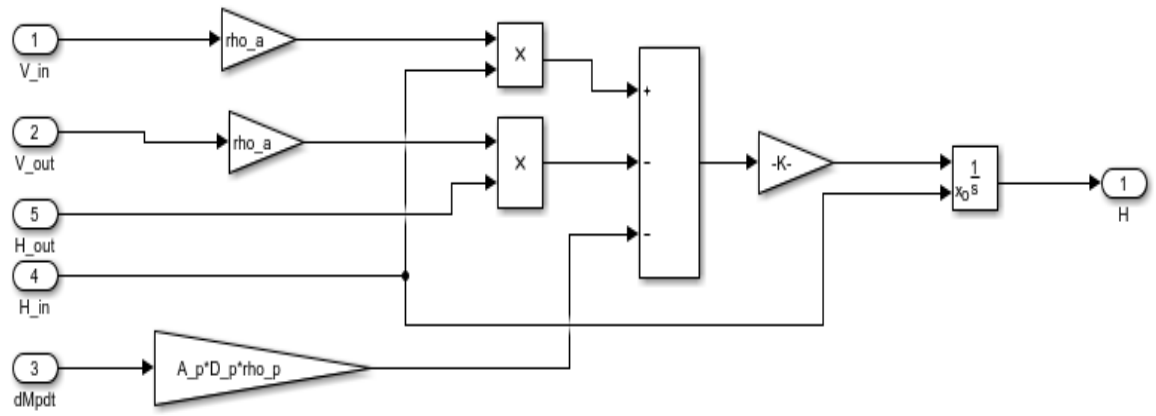 1
V_in
rho_a
×
+
2
V_out
rho_a
×
-
-K-
1
x₀ s
1
H
5
H_out
-
4
H_in
3
dMpdt
A_p*D_p*rho_p